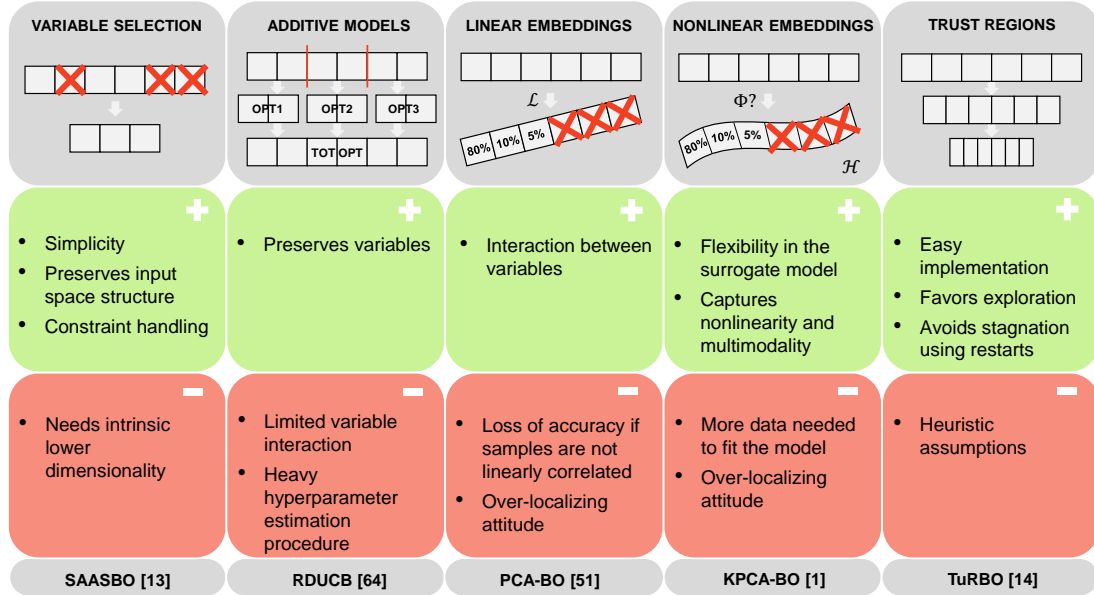 VARIABLE SELECTION
ADDITIVE MODELS
LINEAR EMBEDDINGS
NONLINEAR EMBEDDINGS
TRUST REGIONS
OPT1
OPT2
OPT3
TOT OPT
ℒ
80%
10%
5%
Φ?
80%
10%
5%
ℋ
+
+
+
+
+
• Simplicity
• Preserves input
space structure
• Constraint handling
• Preserves variables
• Interaction between
variables
• Flexibility in the
surrogate model
• Captures
nonlinearity and
multimodality
• Easy
implementation
• Favors exploration
• Avoids stagnation
using restarts
-
-
-
-
-
• Needs intrinsic
lower
dimensionality
• Limited variable
interaction
• Heavy
hyperparameter
estimation
procedure
• Loss of accuracy if
samples are not
linearly correlated
• Over-localizing
attitude
• More data needed
to fit the model
• Over-localizing
attitude
• Heuristic
assumptions
SAASBO [13]
RDUCB [64]
PCA-BO [51]
KPCA-BO [1]
TuRBO [14]